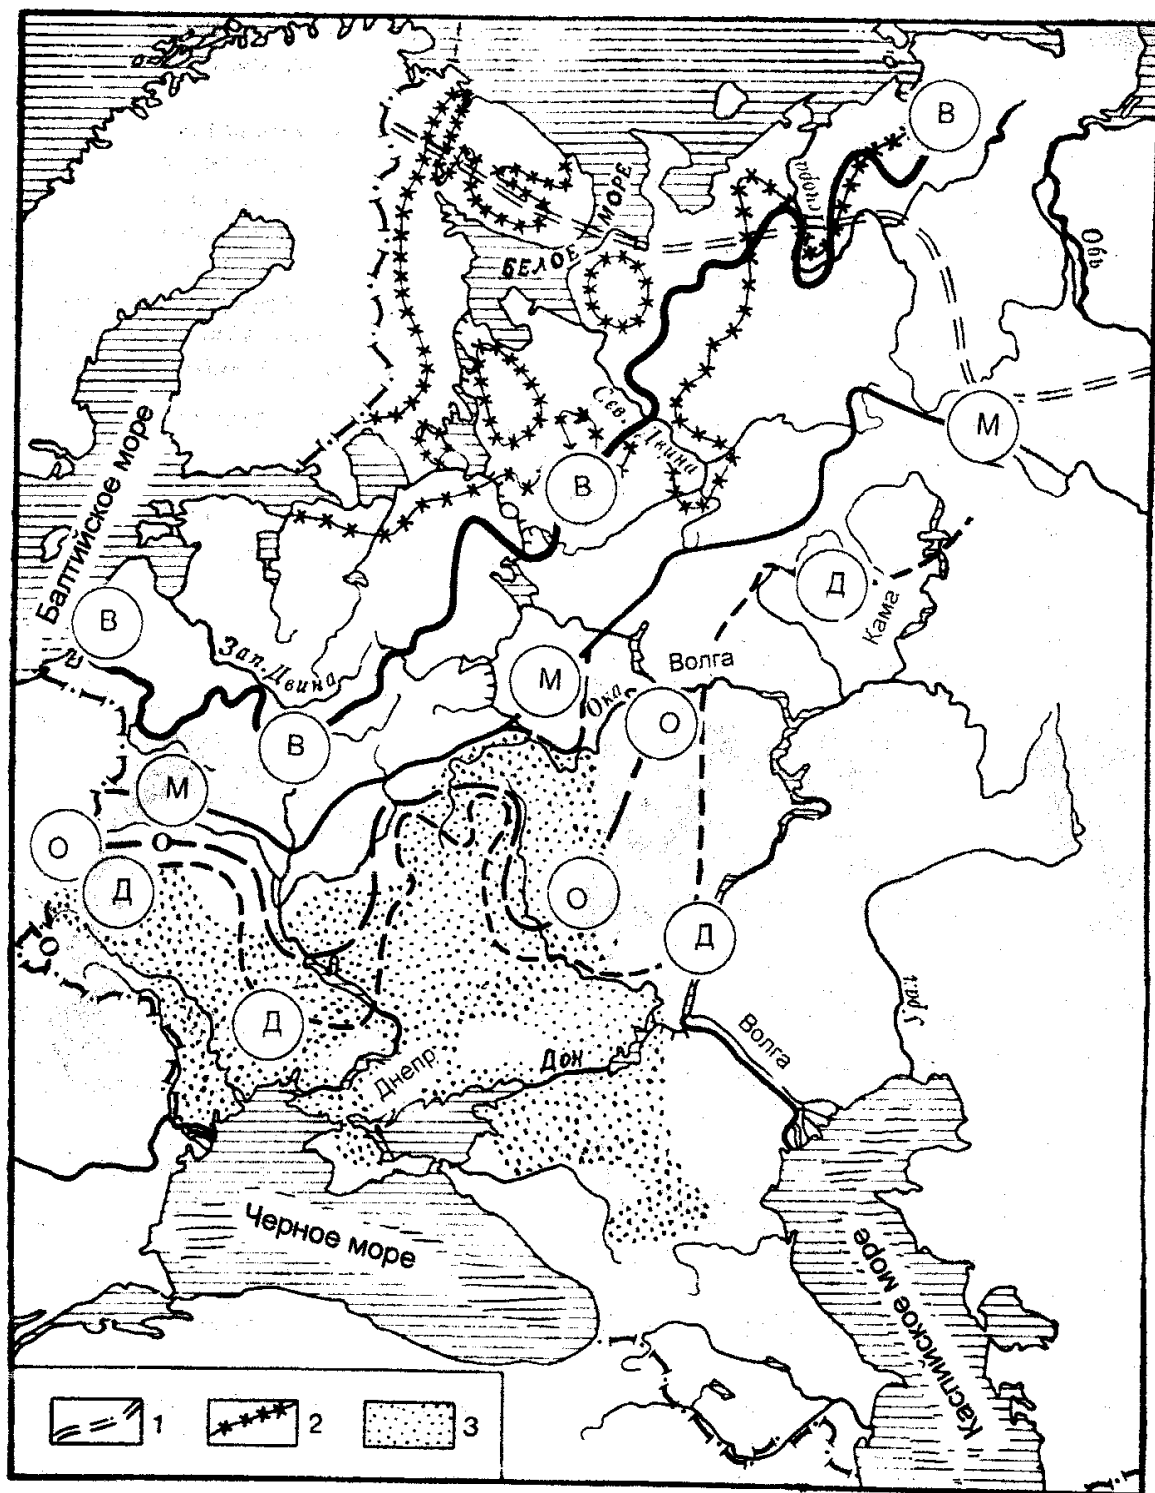 В
Печора
МОРЕ
БЕЛОЕ
Обь
М
Сев. Двина
В
Балтийское море
Д
Кама
В
Зап. Двина
М
Волга
Ока
О
В
М
О
Д
О
Д
Урал
Д
Волга
Дон
Днепр
Черное море
Каспийское море
1
2
3